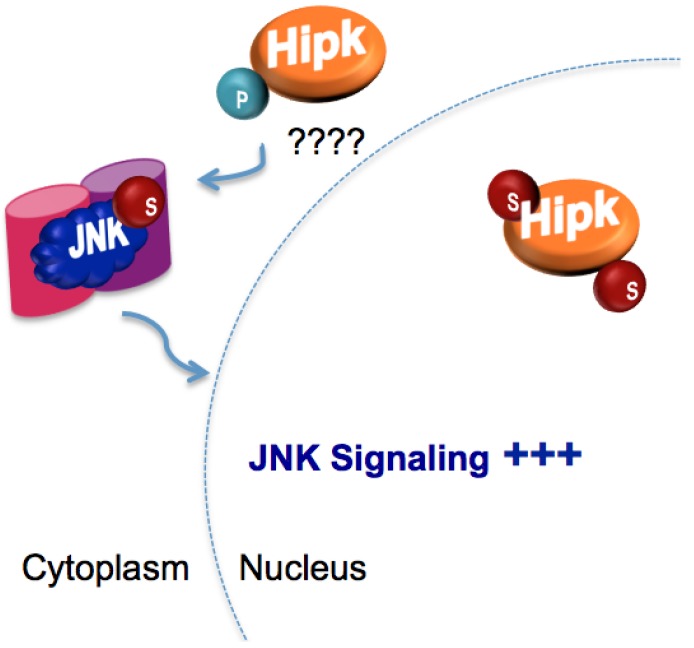 Hipk
P
????
S
JNK
S
Hipk
S
JNK Signaling +++
Cytoplasm
Nucleus